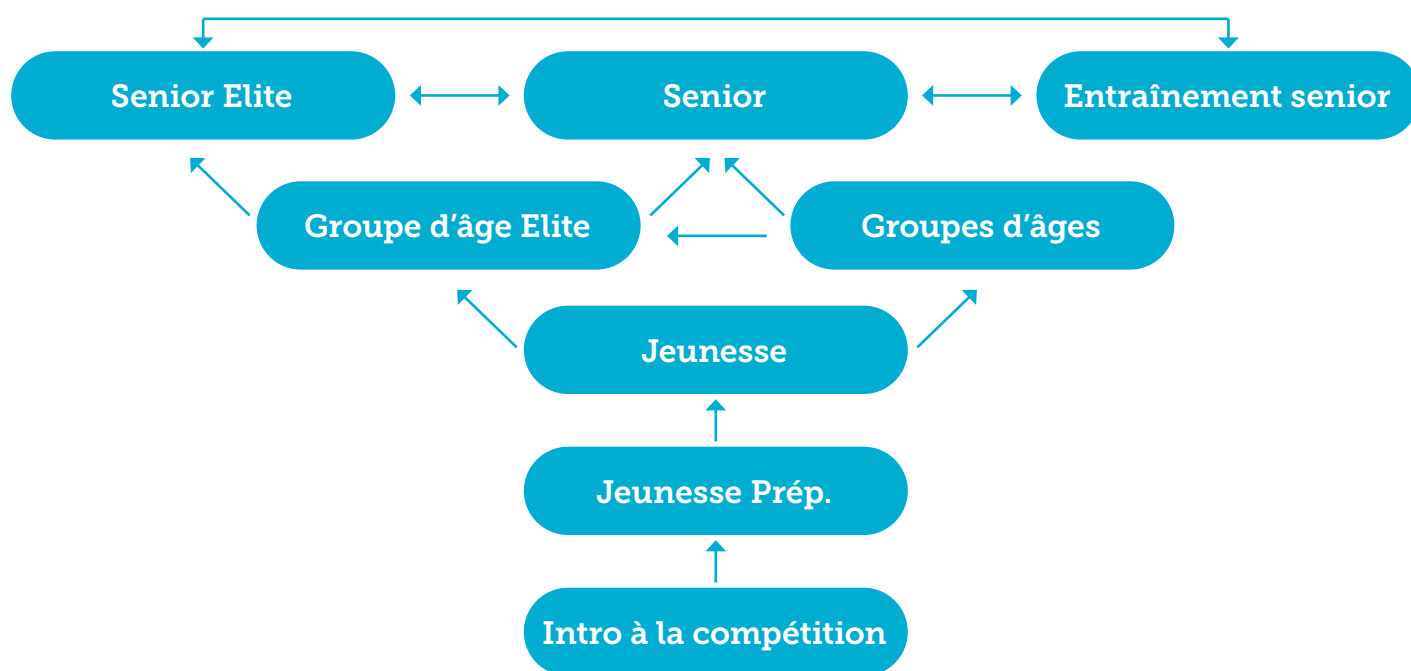 Senior Elite
Senior
Entraînement senior
Groupe d’âge Elite
Groupes d’âges
Jeunesse
Jeunesse Prép.
Intro à la compétition